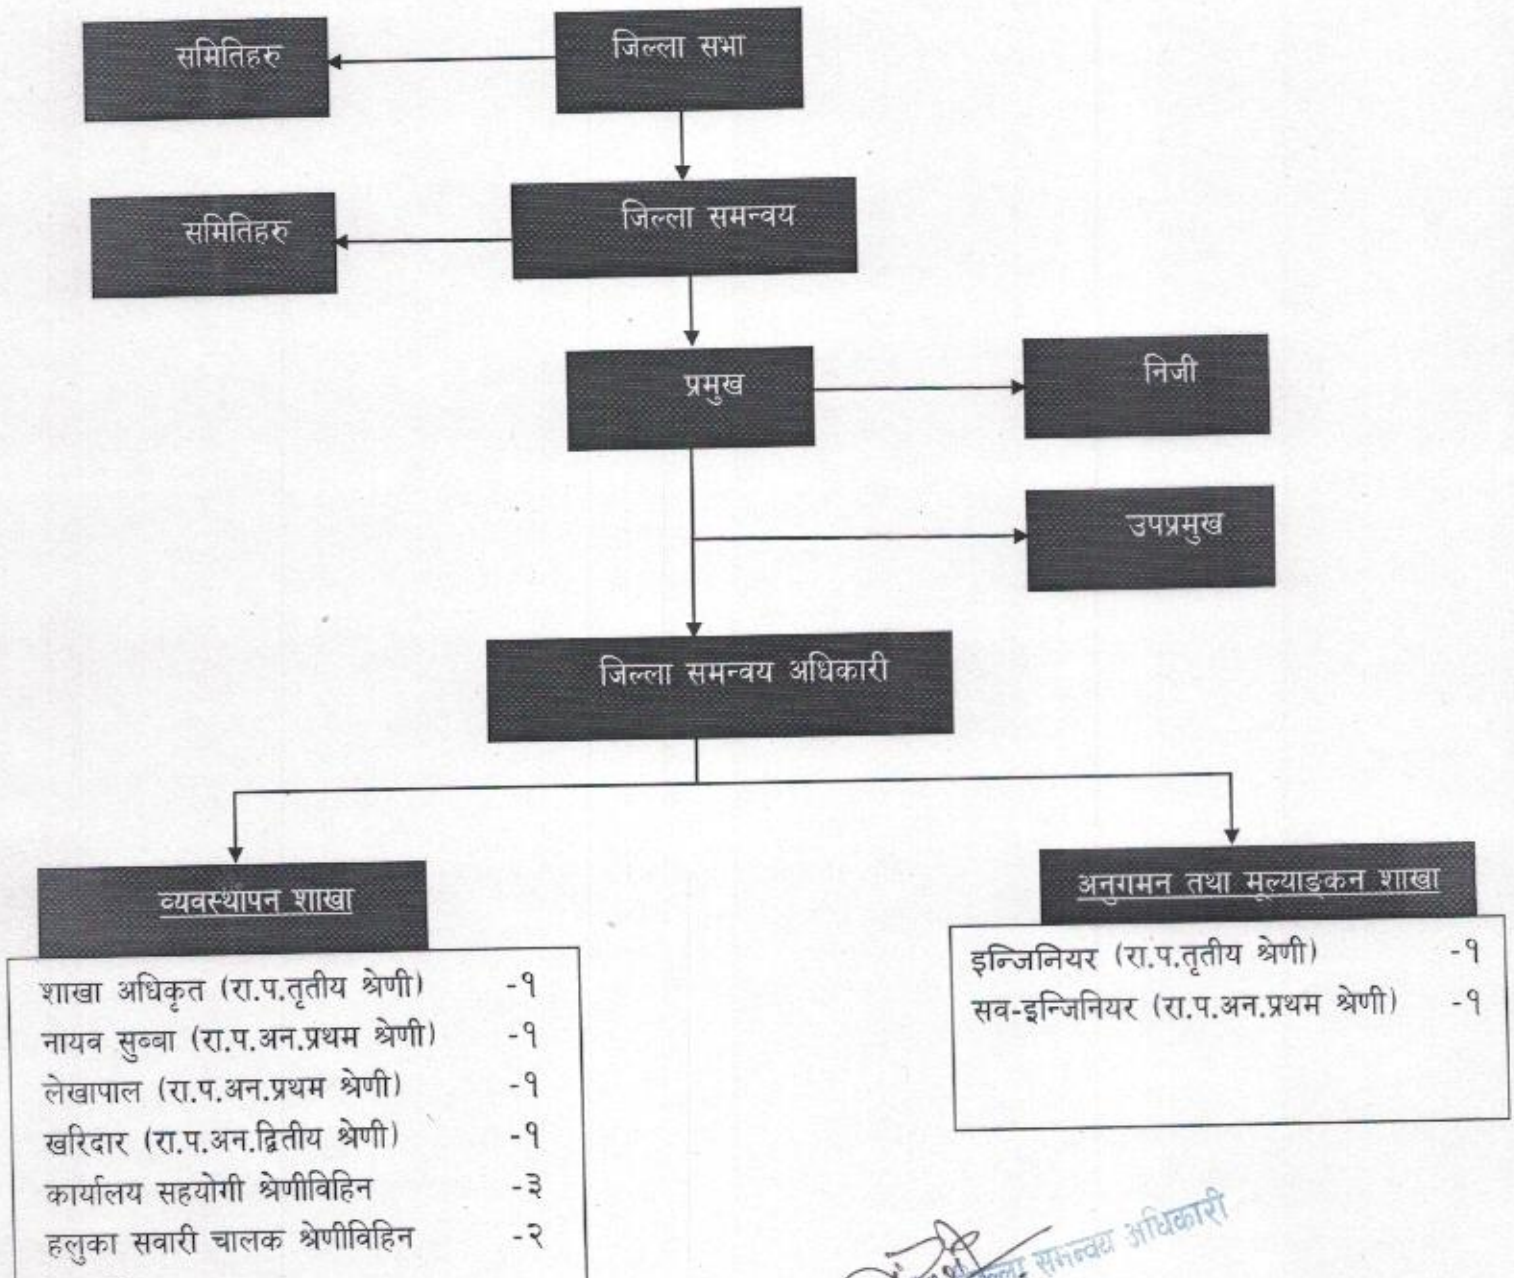 जिल्ला सभा
समितिहरु
जिल्ला समन्वय
समितिहरु
प्रमुख
निजी
उपप्रमुख
जिल्ला समन्वय अधिकारी
व्यवस्थापन शाखा
शाखा अधिकृत (रा.प.तृतीय श्रेणी) -१
नायव सुब्बा (रा.प.अन.प्रथम श्रेणी) -१
लेखापाल (रा.प.अन.प्रथम श्रेणी) -१
खरिदार (रा.प.अन.द्वितीय श्रेणी) -१
कार्यालय सहयोगी श्रेणीविहिन -३
हलुका सवारी चालक श्रेणीविहिन -२
अनुगमन तथा मूल्याङ्कन शाखा
इन्जिनियर (रा.प.तृतीय श्रेणी) -१
सव-इन्जिनियर (रा.प.अन.प्रथम श्रेणी) -१
समन्वय अधिकारी